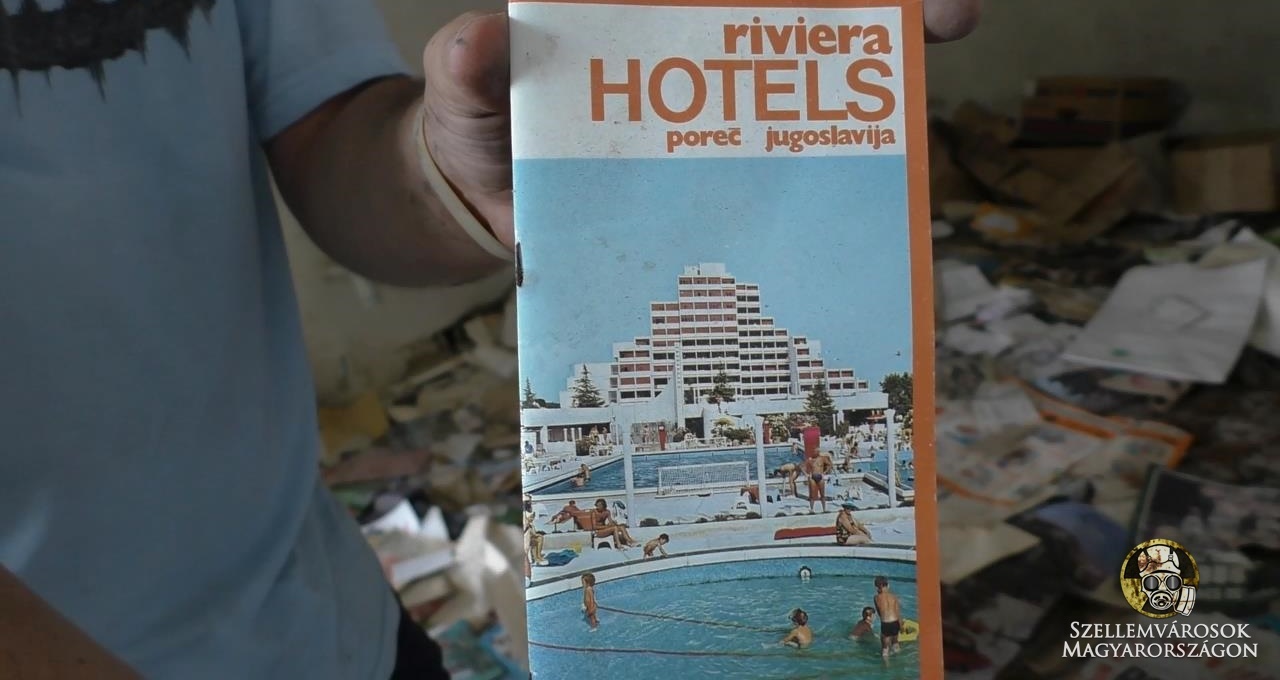 riviera
HOTELS
poreč jugoslavija
Szellemvárosok
Magyarországon